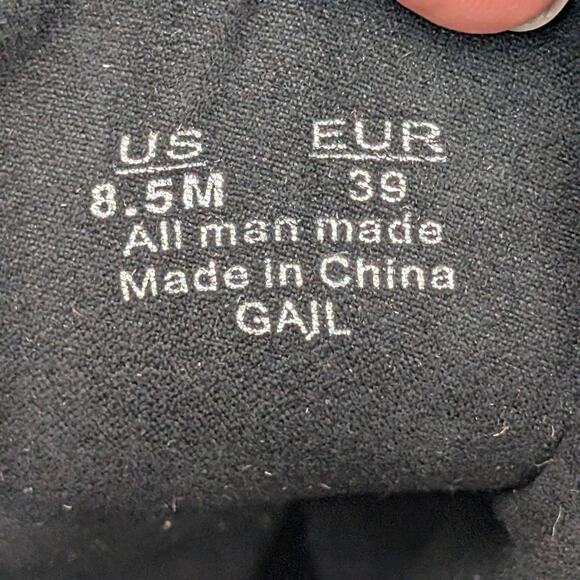 US EUR
8.5M 39
All man made
Made in China
GAJL